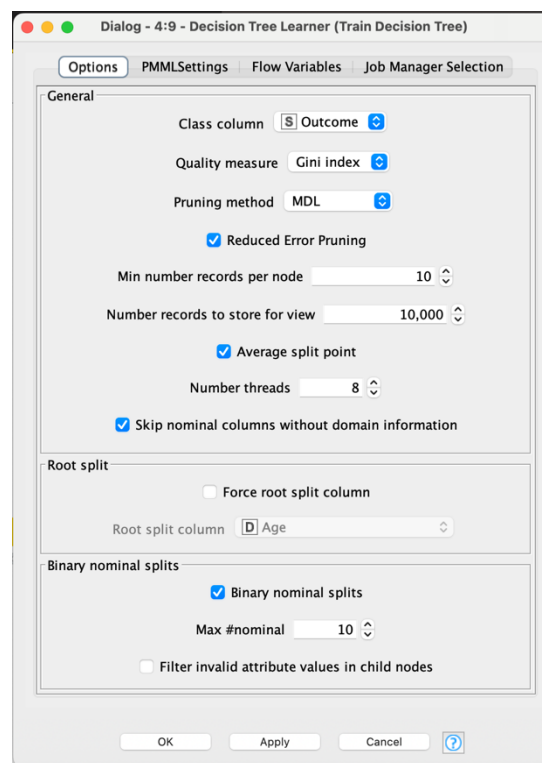 Dialog - 4:9 - Decision Tree Learner (Train Decision Tree)
Options PMMLSettings Flow Variables Job Manager Selection
General
Class column S Outcome
Quality measure Gini index
Pruning method MDL
Reduced Error Pruning
Min number records per node 10
Number records to store for view 10,000
Average split point
Number threads 8
Skip nominal columns without domain information
Root split
Force root split column
Root split column D Age
Binary nominal splits
Binary nominal splits
Max #nominal 10
Filter invalid attribute values in child nodes
OK Apply Cancel ?